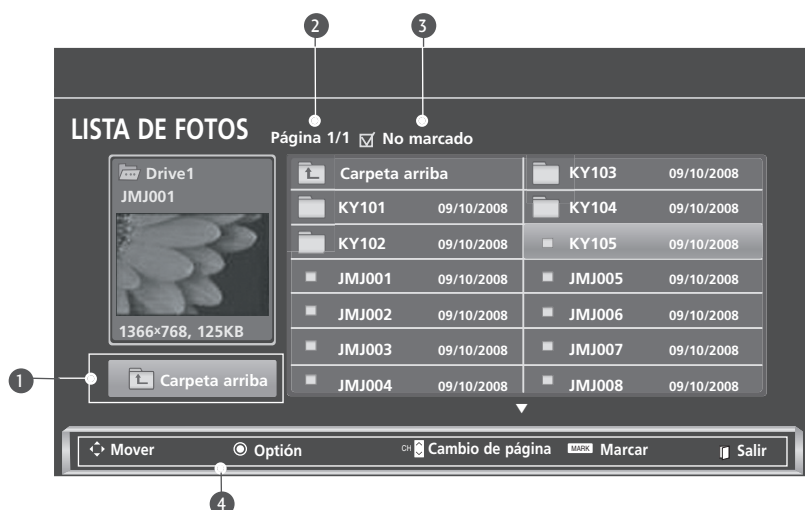 2 3
LISTA DE FOTOS Página 1/1 No marcado
Drive1
JMJ001
1366x768, 125KB
1 Carpeta arriba
Carpeta arriba KY103 09/10/2008
KY101 09/10/2008 KY104 09/10/2008
KY102 09/10/2008 KY105 09/10/2008
JMJ001 09/10/2008 JMJ005 09/10/2008
JMJ002 09/10/2008 JMJ006 09/10/2008
JMJ003 09/10/2008 JMJ007 09/10/2008
JMJ004 09/10/2008 JMJ008 09/10/2008
Mover Optión CH Cambio de página MARK Marcar Salir
4